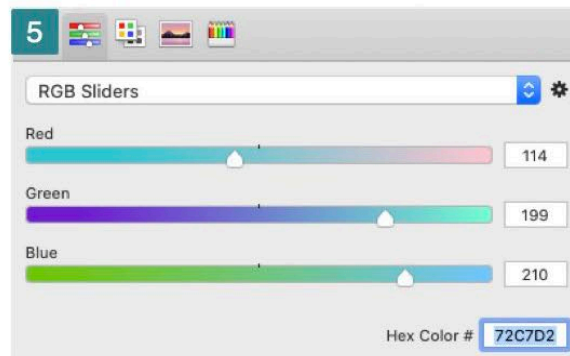 5
RGB Sliders
Red
114
Green
199
Blue
210
Hex Color # 72C7D2